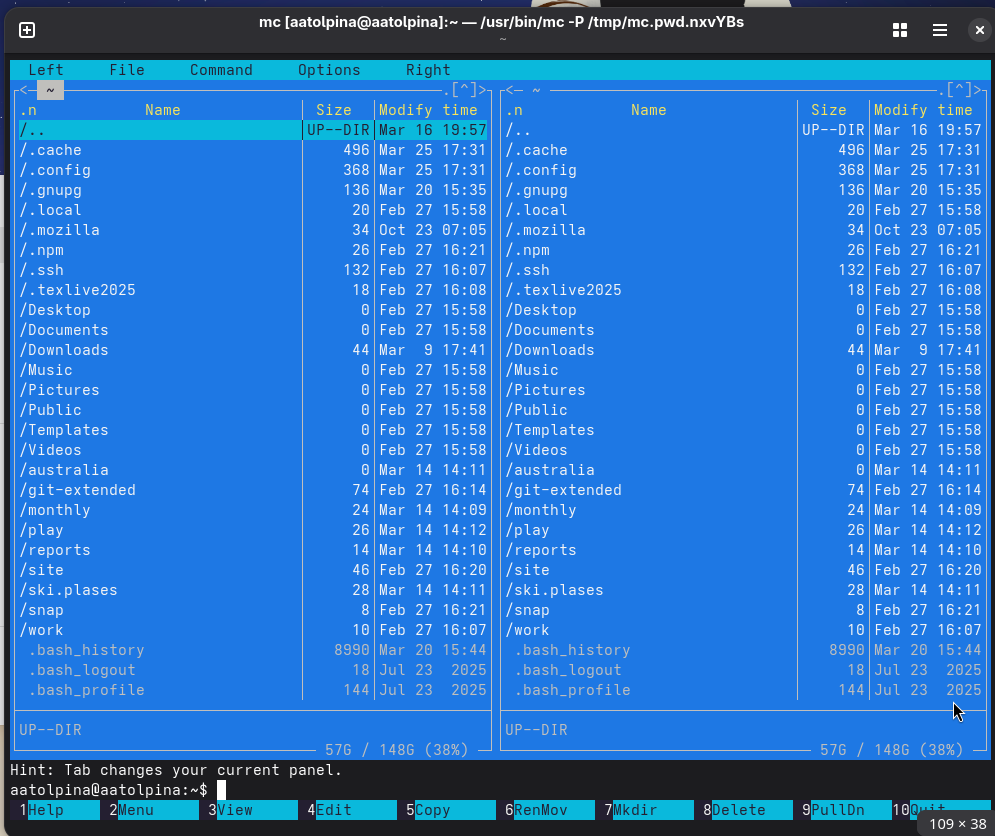 mc [aatolpina@aatolpina]:~ — /usr/bin/mc -P /tmp/mc.pwd.nxvYBs
~
Left File Command Options Right
<— ~ .[^]> <— ~ .[^]>
.n Name Size Modify time .n Name Size Modify time
/.. UP--DIR Mar 16 19:57 /.. UP--DIR Mar 16 19:57
/.cache 496 Mar 25 17:31 /.cache 496 Mar 25 17:31
/.config 368 Mar 25 17:31 /.config 368 Mar 25 17:31
/.gnupg 136 Mar 20 15:35 /.gnupg 136 Mar 20 15:35
/.local 20 Feb 27 15:58 /.local 20 Feb 27 15:58
/.mozilla 34 Oct 23 07:05 /.mozilla 34 Oct 23 07:05
/.npm 26 Feb 27 16:21 /.npm 26 Feb 27 16:21
/.ssh 132 Feb 27 16:07 /.ssh 132 Feb 27 16:07
/.texlive2025 18 Feb 27 16:08 /.texlive2025 18 Feb 27 16:08
/Desktop 0 Feb 27 15:58 /Desktop 0 Feb 27 15:58
/Documents 0 Feb 27 15:58 /Documents 0 Feb 27 15:58
/Downloads 44 Mar 9 17:41 /Downloads 44 Mar 9 17:41
/Music 0 Feb 27 15:58 /Music 0 Feb 27 15:58
/Pictures 0 Feb 27 15:58 /Pictures 0 Feb 27 15:58
/Public 0 Feb 27 15:58 /Public 0 Feb 27 15:58
/Templates 0 Feb 27 15:58 /Templates 0 Feb 27 15:58
/Videos 0 Feb 27 15:58 /Videos 0 Feb 27 15:58
/australia 0 Mar 14 14:11 /australia 0 Mar 14 14:11
/git-extended 74 Feb 27 16:14 /git-extended 74 Feb 27 16:14
/monthly 24 Mar 14 14:09 /monthly 24 Mar 14 14:09
/play 26 Mar 14 14:12 /play 26 Mar 14 14:12
/reports 14 Mar 14 14:10 /reports 14 Mar 14 14:10
/site 46 Feb 27 16:20 /site 46 Feb 27 16:20
/ski.plases 28 Mar 14 14:11 /ski.plases 28 Mar 14 14:11
/snap 8 Feb 27 16:21 /snap 8 Feb 27 16:21
/work 10 Feb 27 16:07 /work 10 Feb 27 16:07
.bash_history 8990 Mar 20 15:44 .bash_history 8990 Mar 20 15:44
.bash_logout 18 Jul 23 2025 .bash_logout 18 Jul 23 2025
.bash_profile 144 Jul 23 2025 .bash_profile 144 Jul 23 2025
UP--DIR UP--DIR
57G / 148G (38%) 57G / 148G (38%)
Hint: Tab changes your current panel.
aatolpina@aatolpina:~$
1Help 2Menu 3View 4Edit 5Copy 6RenMov 7Mkdir 8Delete 9PullDn 10Quit
109 × 38